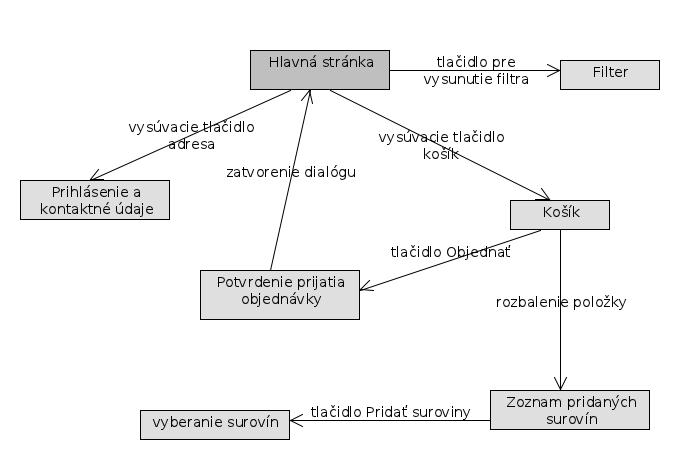 Hlavná stránka
tlačidlo pre
vysunutie filtra
Filter
vysúvacie tlačidlo
adresa
vysúvacie tlačidlo
košík
zatvorenie dialógu
Prihlásenie a
kontaktné údaje
Košík
tlačidlo Objednať
Potvrdenie prijatia
objednávky
rozbalenie položky
Zoznam pridaných
surovín
tlačidlo Pridať suroviny
vyberanie surovín